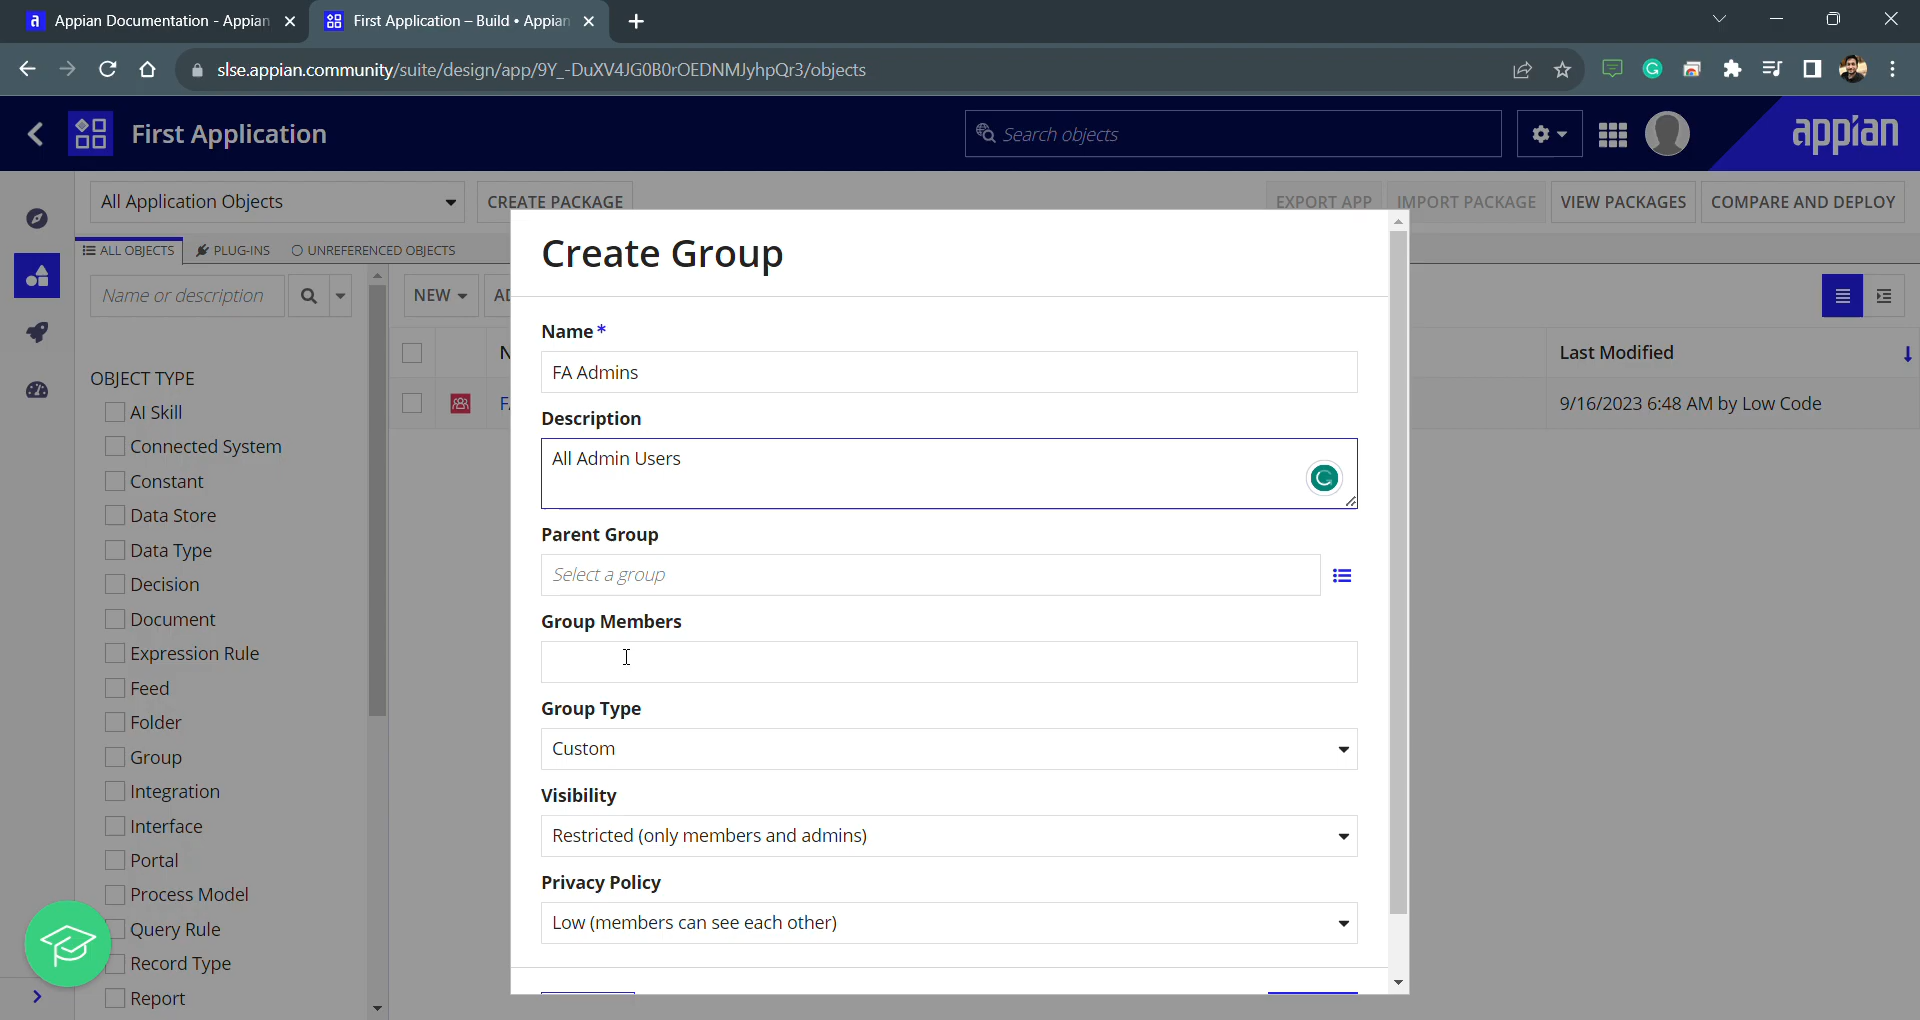 Appian Documentation - Appian
First Application – Build • Appian
slse.appian.community/suite/design/app/9Y_-DuXV4JG0B0rOEDNMJyhpQr3/objects
First Application
Search objects
appian
All Application Objects
CREATE PACKAGE
EXPORT APP
IMPORT PACKAGE
VIEW PACKAGES
COMPARE AND DEPLOY
ALL OBJECTS
PLUG-INS
UNREFERENCED OBJECTS
Name or description
NEW
Last Modified
9/16/2023 6:48 AM by Low Code
OBJECT TYPE
AI Skill
Connected System
Constant
Data Store
Data Type
Decision
Document
Expression Rule
Feed
Folder
Group
Integration
Interface
Portal
Process Model
Query Rule
Record Type
Report
Create Group
Name*
FA Admins
Description
All Admin Users
Parent Group
Select a group
Group Members
Group Type
Custom
Visibility
Restricted (only members and admins)
Privacy Policy
Low (members can see each other)